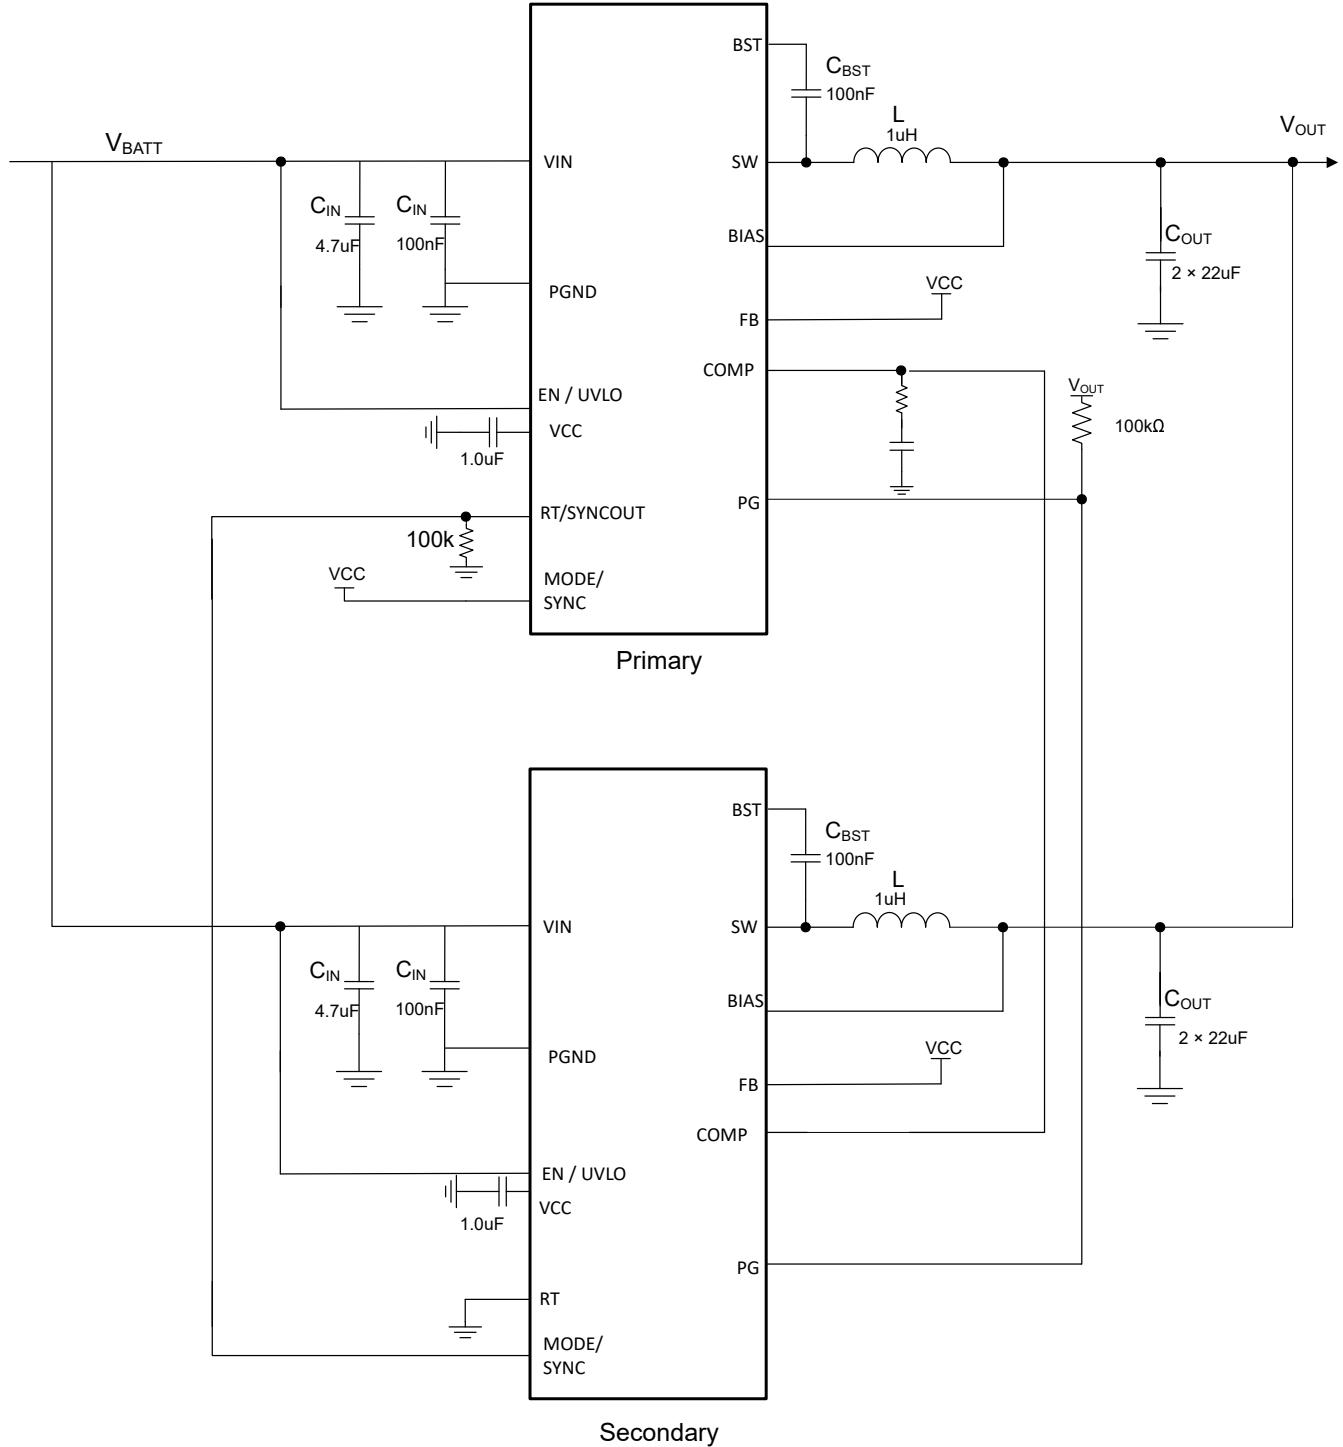 BST
CBST
100nF
L
1uH
VOUT
VBATT
VIN
SW
CIN
4.7uF
CIN
100nF
BIAS
COUT
2 × 22uF
PGND
VCC
FB
COMP
VOUT
100kΩ
EN / UVLO
VCC
1.0uF
PG
RT/SYNCOUT
100k
VCC
MODE/
SYNC
Primary
BST
CBST
100nF
L
1uH
VIN
SW
CIN
4.7uF
CIN
100nF
BIAS
COUT
2 × 22uF
PGND
VCC
FB
COMP
EN / UVLO
VCC
1.0uF
PG
RT
MODE/
SYNC
Secondary